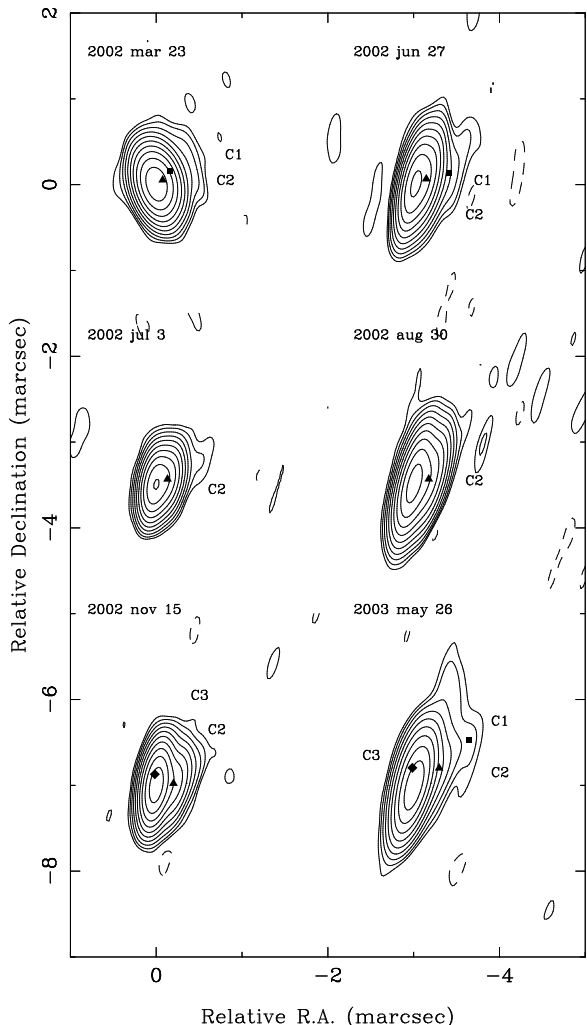 2
2002 mar 23
2002 jun 27
C1
C2
0
C1
C2
2002 jul 3
2002 aug 30
−2
C2
C2
−4
2002 nov 15
2003 may 26
C3
C2
−6
C1
C3
C2
−8
0
−2
−4
Relative R.A. (marcsec)
Relative Declination (marcsec)